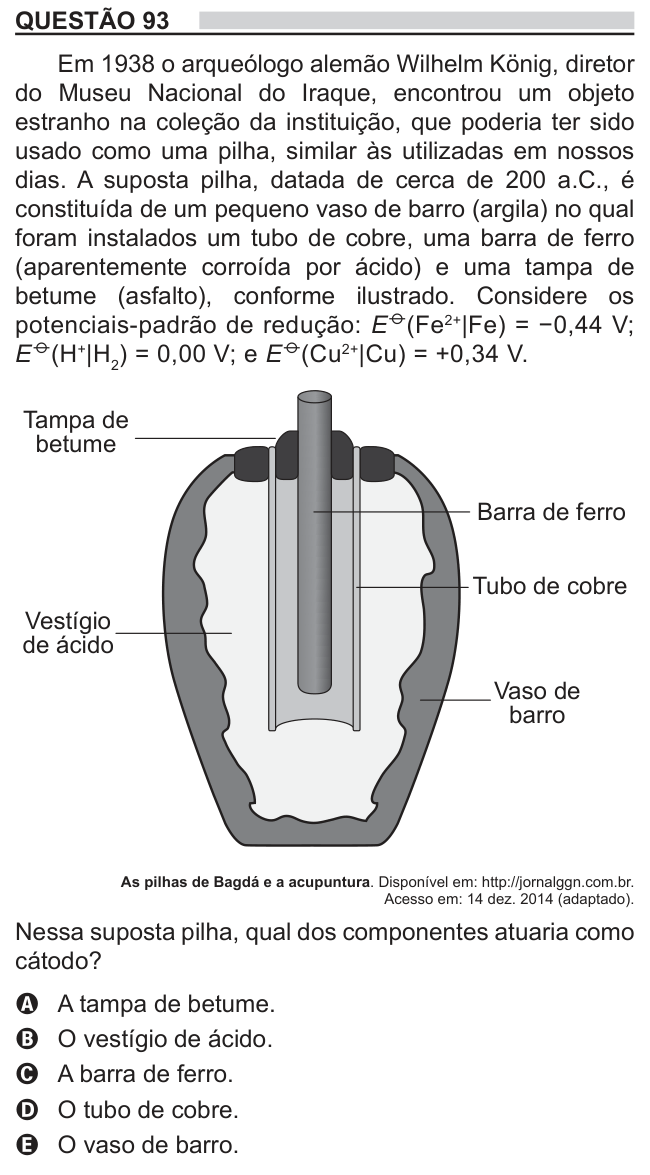 QUESTÃO 93
Em 1938 o arqueólogo alemão Wilhelm König, diretor
do Museu Nacional do Iraque, encontrou um objeto
estranho na coleção da instituição, que poderia ter sido
usado como uma pilha, similar às utilizadas em nossos
dias. A suposta pilha, datada de cerca de 200 a.C., é
constituída de um pequeno vaso de barro (argila) no qual
foram instalados um tubo de cobre, uma barra de ferro
(aparentemente corroída por ácido) e uma tampa de
betume (asfalto), conforme ilustrado. Considere os
potenciais-padrão de redução: E⦵(Fe²⁺|Fe) = −0,44 V;
E⦵(H⁺|H₂) = 0,00 V; e E⦵(Cu²⁺|Cu) = +0,34 V.
Tampa de
betume
Barra de ferro
Tubo de cobre
Vestígio
de ácido
Vaso de
barro
As pilhas de Bagdá e a acupuntura. Disponível em: http://jornalggn.com.br.
Acesso em: 14 dez. 2014 (adaptado).
Nessa suposta pilha, qual dos componentes atuaria como
cátodo?
A A tampa de betume.
B O vestígio de ácido.
C A barra de ferro.
D O tubo de cobre.
E O vaso de barro.